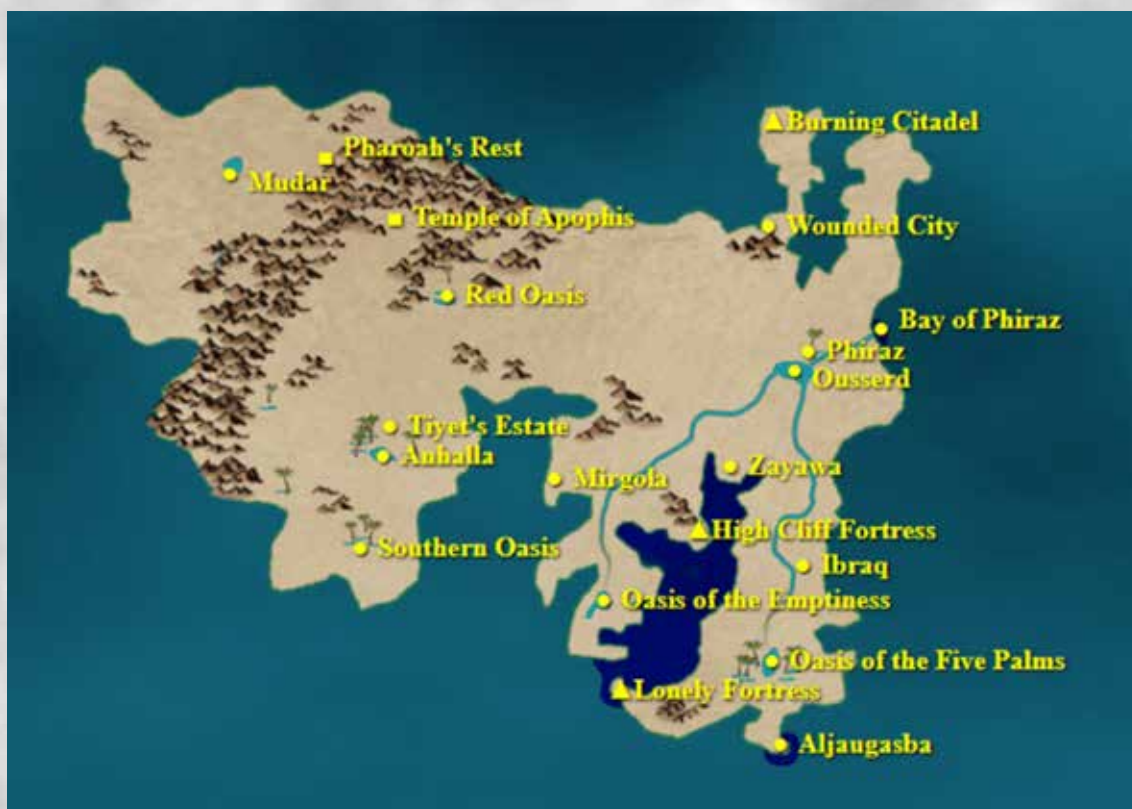 Burning Citadel
Pharoah's Rest
Mudar
Temple of Apophis
Wounded City
Red Oasis
Bay of Phiraz
Phiraz
Ousserd
Tiyet's Estate
Anhalla
Zayawa
Mirgola
High Cliff Fortress
Southern Oasis
Ibraq
Oasis of the Emptiness
Oasis of the Five Palms
Lonely Fortress
Aljaugasba